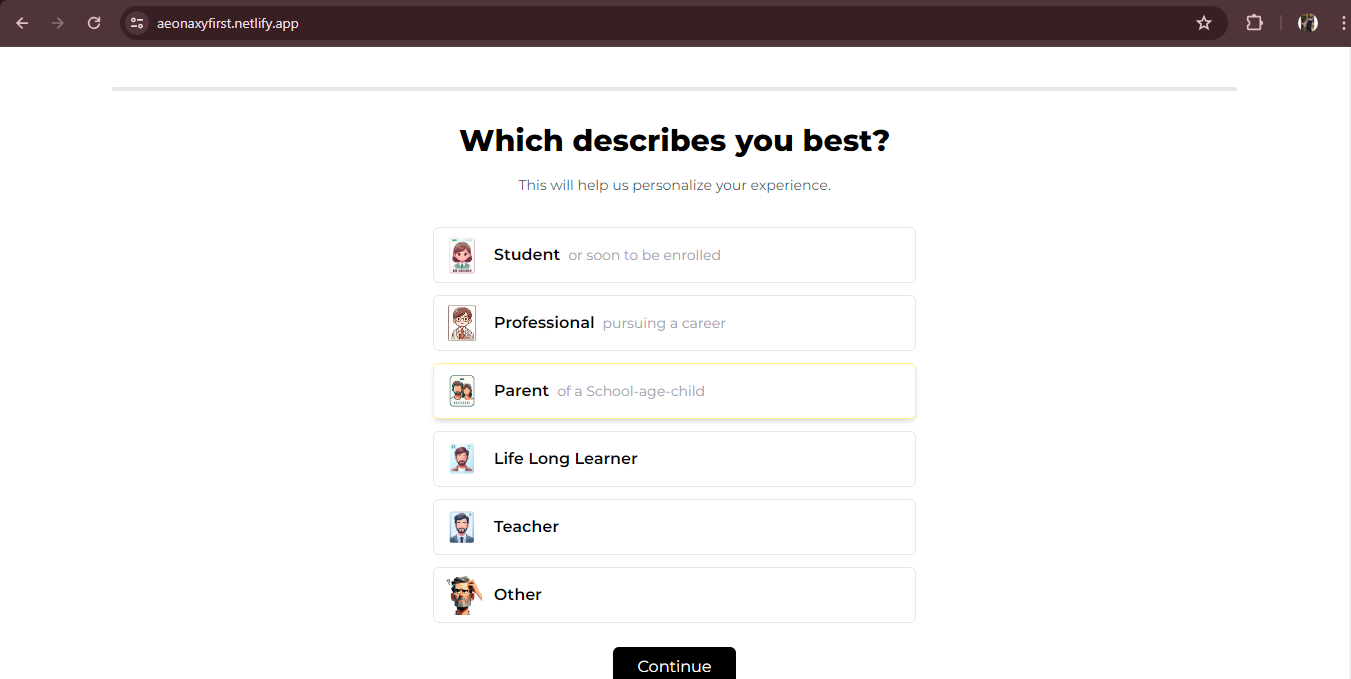 aeonaxyfirst.netlify.app
Which describes you best?
This will help us personalize your experience.
Student or soon to be enrolled
Professional pursuing a career
Parent of a School-age-child
Life Long Learner
Teacher
Other
Continue